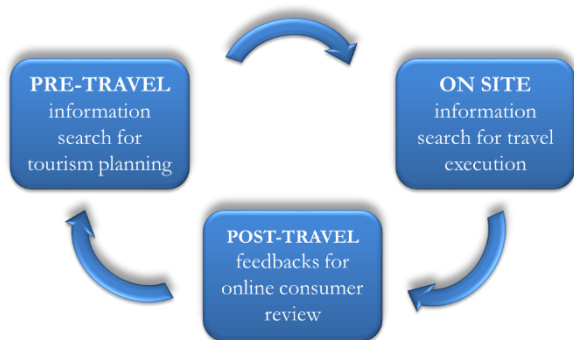 PRE-TRAVEL
information
search for
tourism planning
ON SITE
information
search for travel
execution
POST-TRAVEL
feedbacks for
online consumer
review